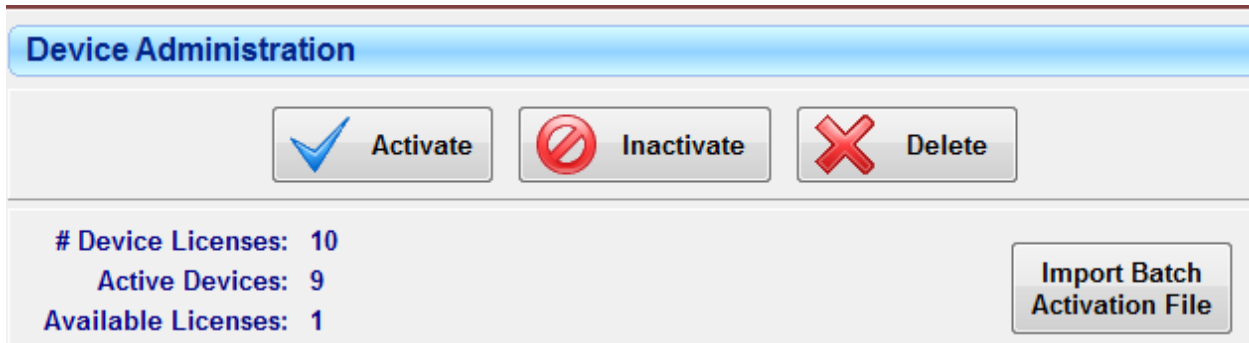 Device Administration
Activate Inactivate Delete
# Device Licenses: 10
Active Devices: 9
Available Licenses: 1
Import Batch
Activation File